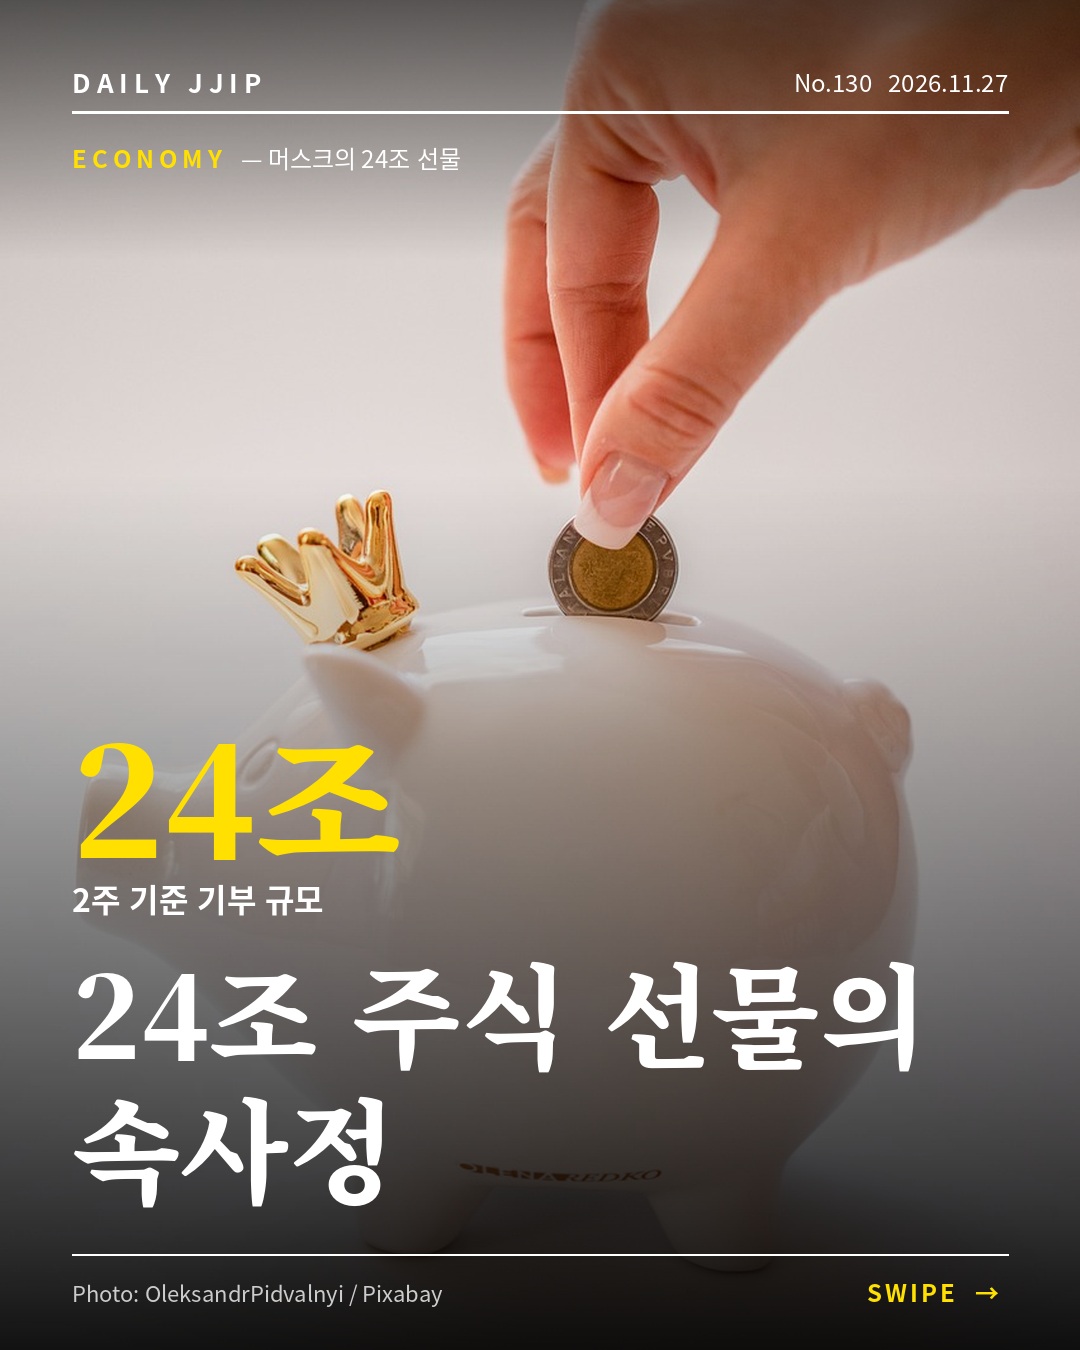 DAILY JJIP
No.130 2026.11.27
ECONOMY — 머스크의 24조 선물
24조
2주 기준 기부 규모
24조 주식 선물의
속사정
OLENA REDKO
Photo: OleksandrPidvalnyi / Pixabay
SWIPE →